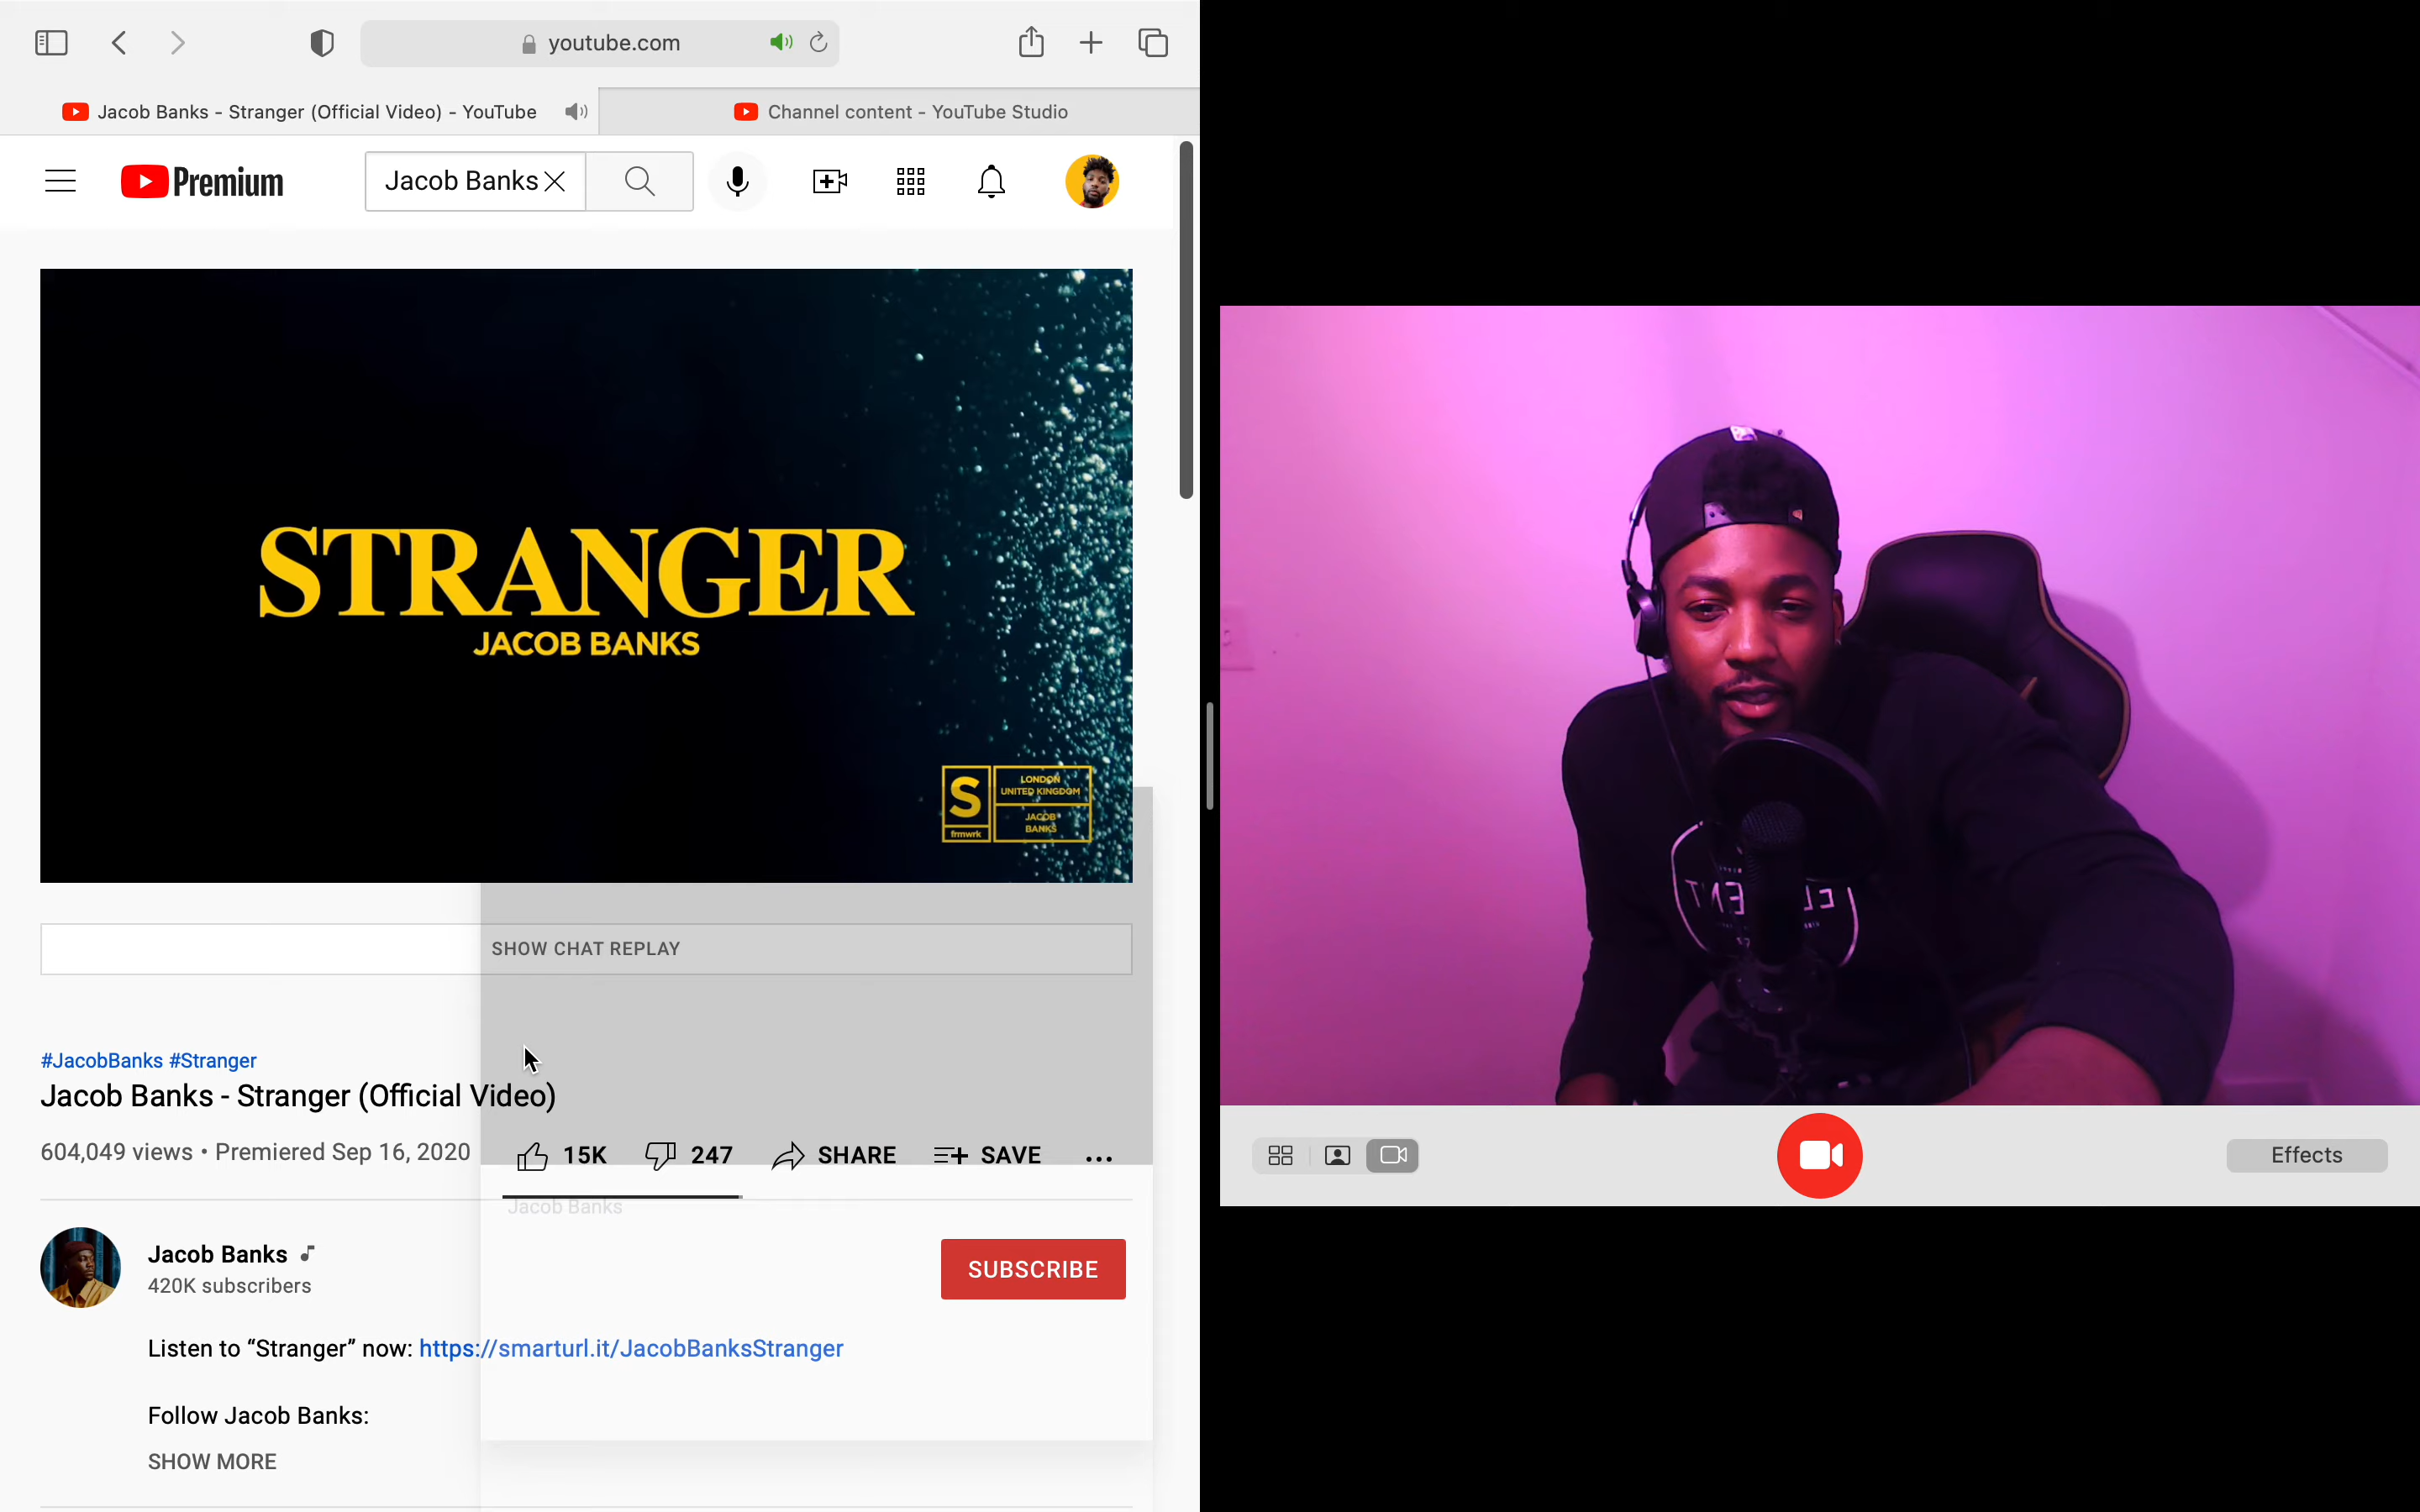 youtube.com
Jacob Banks - Stranger (Official Video) - YouTube
Channel content - YouTube Studio
Premium
Jacob Banks
STRANGER
JACOB BANKS
S
frmwrk
LONDON
UNITED KINGDOM
JACOB
BANKS
SHOW CHAT REPLAY
#JacobBanks #Stranger
Jacob Banks - Stranger (Official Video)
604,049 views • Premiered Sep 16, 2020
15K
247
SHARE
SAVE
Jacob Banks
Jacob Banks
420K subscribers
SUBSCRIBE
Listen to “Stranger” now: https://smarturl.it/JacobBanksStranger
Follow Jacob Banks:
SHOW MORE
Effects